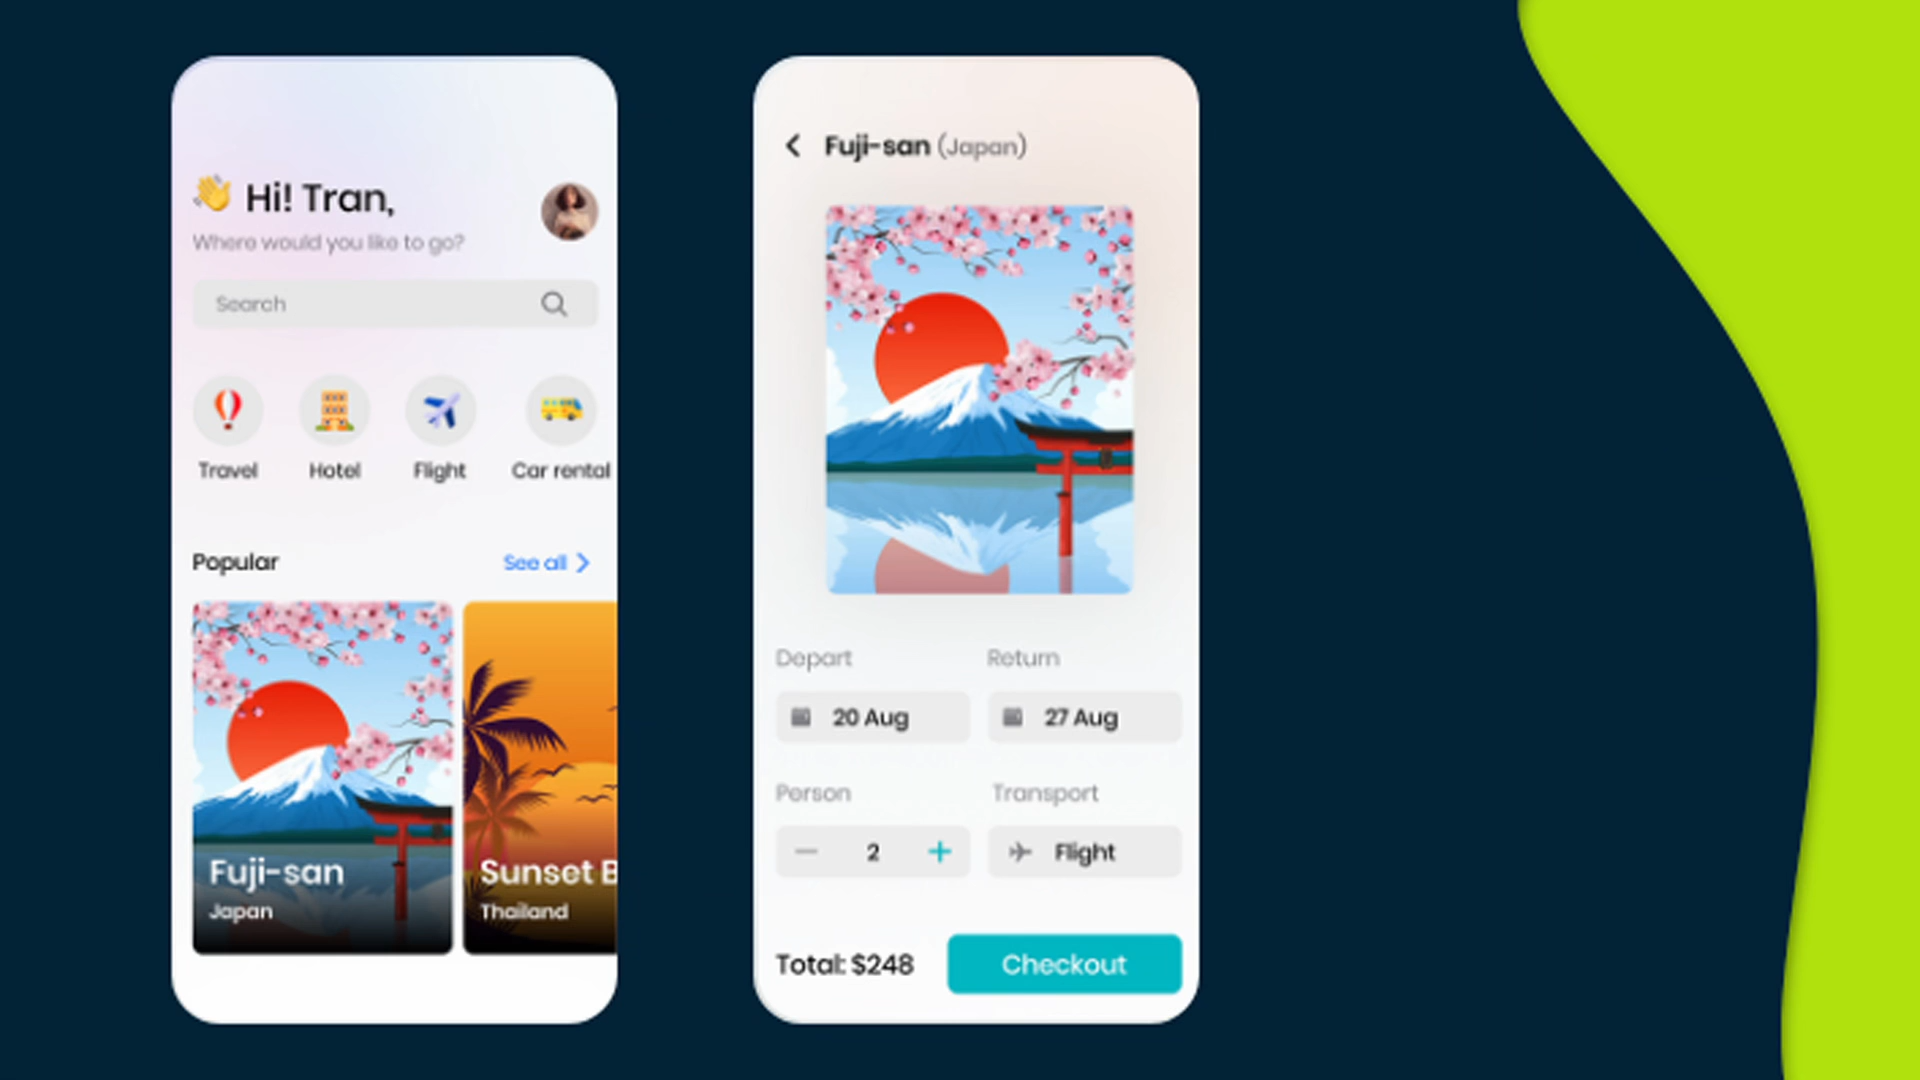 Hi! Tran,
Where would you like to go?
Search
Travel
Hotel
Flight
Car rental
Popular
See all
Fuji-san
Japan
Sunset B
Thailand
Fuji-san (Japan)
Depart
Return
20 Aug
27 Aug
Person
Transport
2
Flight
Total: $248
Checkout